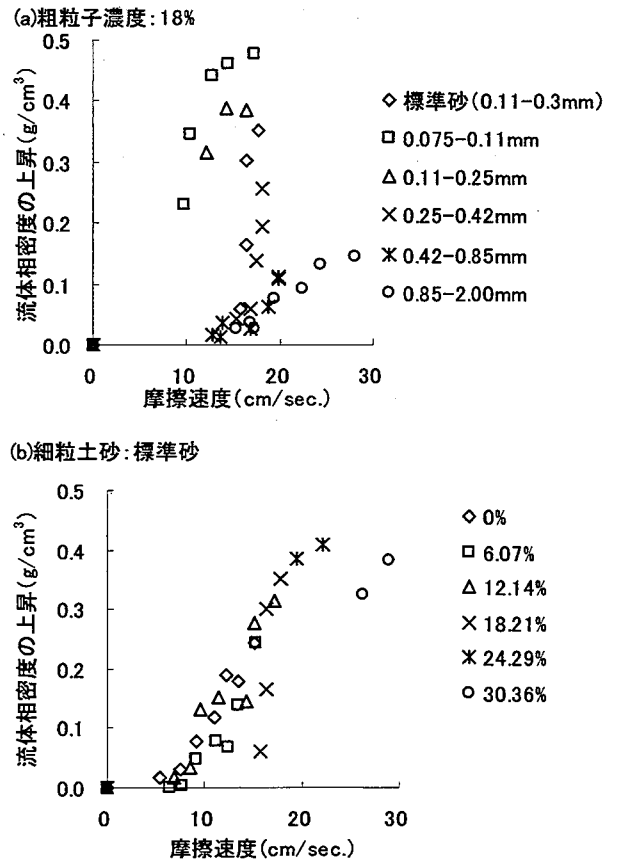 (a)粗粒子濃度:18%
流体相密度の上昇(g/cm³)
0.5
0.4
0.3
0.2
0.1
0.0
0
10
20
30
摩擦速度(cm/sec.)
◇ 標準砂(0.11-0.3mm)
□ 0.075-0.11mm
△ 0.11-0.25mm
× 0.25-0.42mm
＊ 0.42-0.85mm
○ 0.85-2.00mm
(b)細粒土砂:標準砂
流体相密度の上昇(g/cm³)
0.5
0.4
0.3
0.2
0.1
0.0
0
10
20
30
摩擦速度(cm/sec.)
◇ 0%
□ 6.07%
△ 12.14%
× 18.21%
＊ 24.29%
○ 30.36%